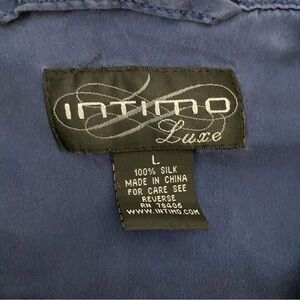 INTIMO
Luxe
L
100% SILK
MADE IN CHINA
FOR CARE SEE
REVERSE
RN 78406
WWW.INTIMO.COM